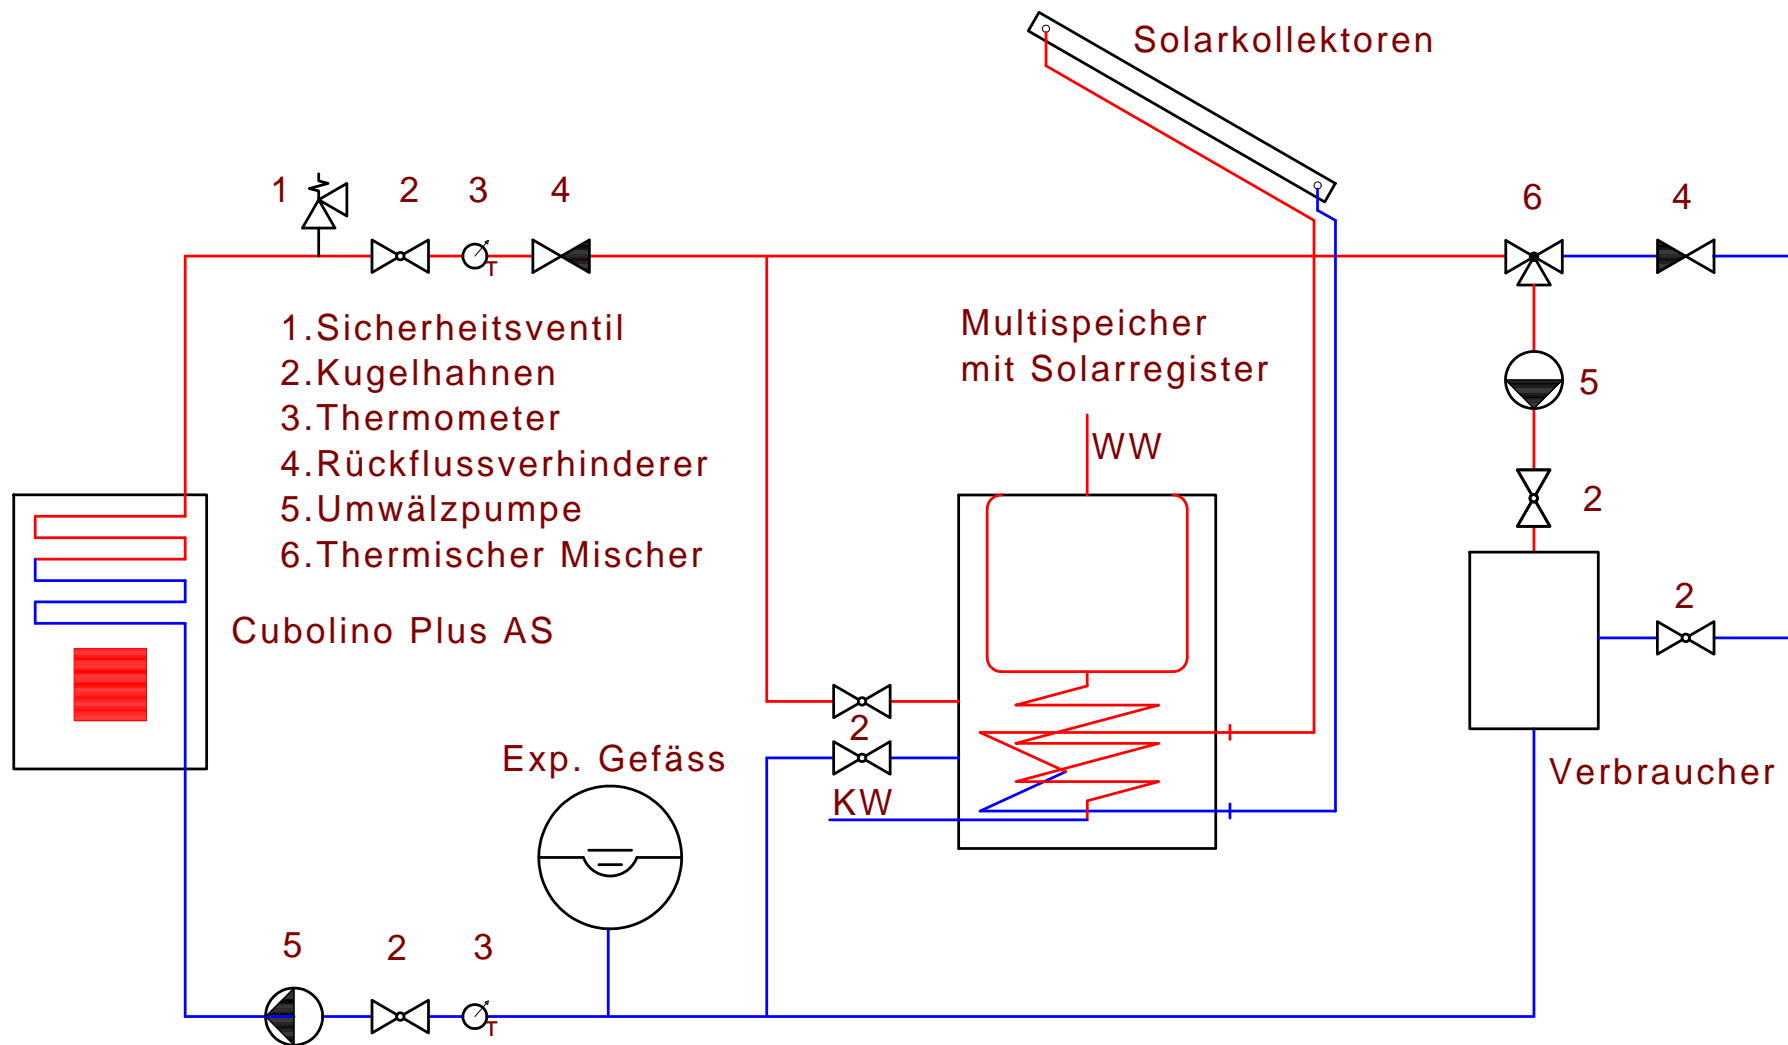 Solarkollektoren
1 2 3 4
6 4
T
1.Sicherheitsventil
2.Kugelhahnen
3.Thermometer
4.Rückflussverhinderer
5.Umwälzpumpe
6.Thermischer Mischer
Multispeicher
mit Solarregister
5
WW
2
2
Cubolino Plus AS
2
Exp. Gefäss
Verbraucher
KW
5 2 3
T